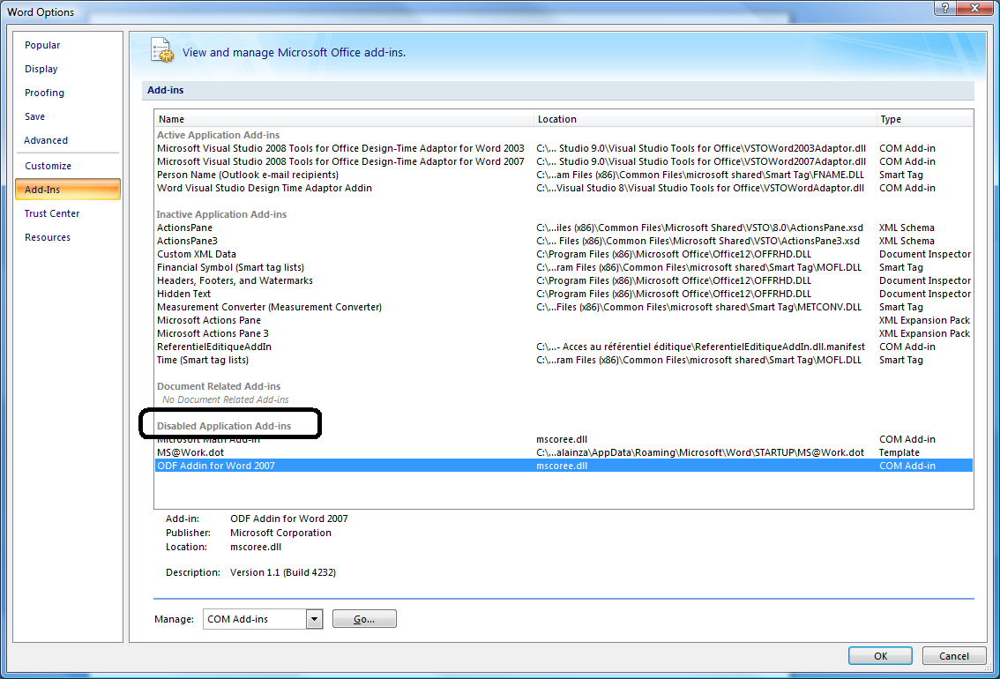 Word Options
Popular
Display
Proofing
Save
Advanced
Customize
Add-Ins
Trust Center
Resources
View and manage Microsoft Office add-ins.
Add-ins
Name Location Type
Active Application Add-ins
Microsoft Visual Studio 2008 Tools for Office Design-Time Adaptor for Word 2003 C:\... Studio 9.0\Visual Studio Tools for Office\VSTOWord2003Adaptor.dll COM Add-in
Microsoft Visual Studio 2008 Tools for Office Design-Time Adaptor for Word 2007 C:\... Studio 9.0\Visual Studio Tools for Office\VSTOWord2007Adaptor.dll COM Add-in
Person Name (Outlook e-mail recipients) C:\...am Files (x86)\Common Files\microsoft shared\Smart Tag\FNAME.DLL Smart Tag
Word Visual Studio Design Time Adaptor Addin C:\...Visual Studio 8\Visual Studio Tools for Office\VSTOWordAdaptor.dll COM Add-in
Inactive Application Add-ins
ActionsPane C:\...iles (x86)\Common Files\Microsoft Shared\VSTO\8.0\ActionsPane.xsd XML Schema
ActionsPane3 C:\... Files (x86)\Common Files\Microsoft Shared\VSTO\ActionsPane3.xsd XML Schema
Custom XML Data C:\Program Files (x86)\Microsoft Office\Office12\OFFRHD.DLL Document Inspector
Financial Symbol (Smart tag lists) C:\...ram Files (x86)\Common Files\microsoft shared\Smart Tag\MOFL.DLL Smart Tag
Headers, Footers, and Watermarks C:\Program Files (x86)\Microsoft Office\Office12\OFFRHD.DLL Document Inspector
Hidden Text C:\Program Files (x86)\Microsoft Office\Office12\OFFRHD.DLL Document Inspector
Measurement Converter (Measurement Converter) C:\...Files (x86)\Common Files\microsoft shared\Smart Tag\METCONV.DLL Smart Tag
Microsoft Actions Pane XML Expansion Pack
Microsoft Actions Pane 3 XML Expansion Pack
ReferentielEditiqueAddIn C:\...- Acces au référentiel éditique\ReferentielEditiqueAddIn.dll.manifest COM Add-in
Time (Smart tag lists) C:\...ram Files (x86)\Common Files\microsoft shared\Smart Tag\MOFL.DLL Smart Tag
Document Related Add-ins
No Document Related Add-ins
Disabled Application Add-ins
Microsoft Math Add-in mscoree.dll COM Add-in
MS@Work.dot C:\...alainza\AppData\Roaming\Microsoft\Word\STARTUP\MS@Work.dot Template
ODF Addin for Word 2007 mscoree.dll COM Add-in
Add-in: ODF Addin for Word 2007
Publisher: Microsoft Corporation
Location: mscoree.dll
Description: Version 1.1 (Build 4232)
Manage: COM Add-ins Go...
OK Cancel